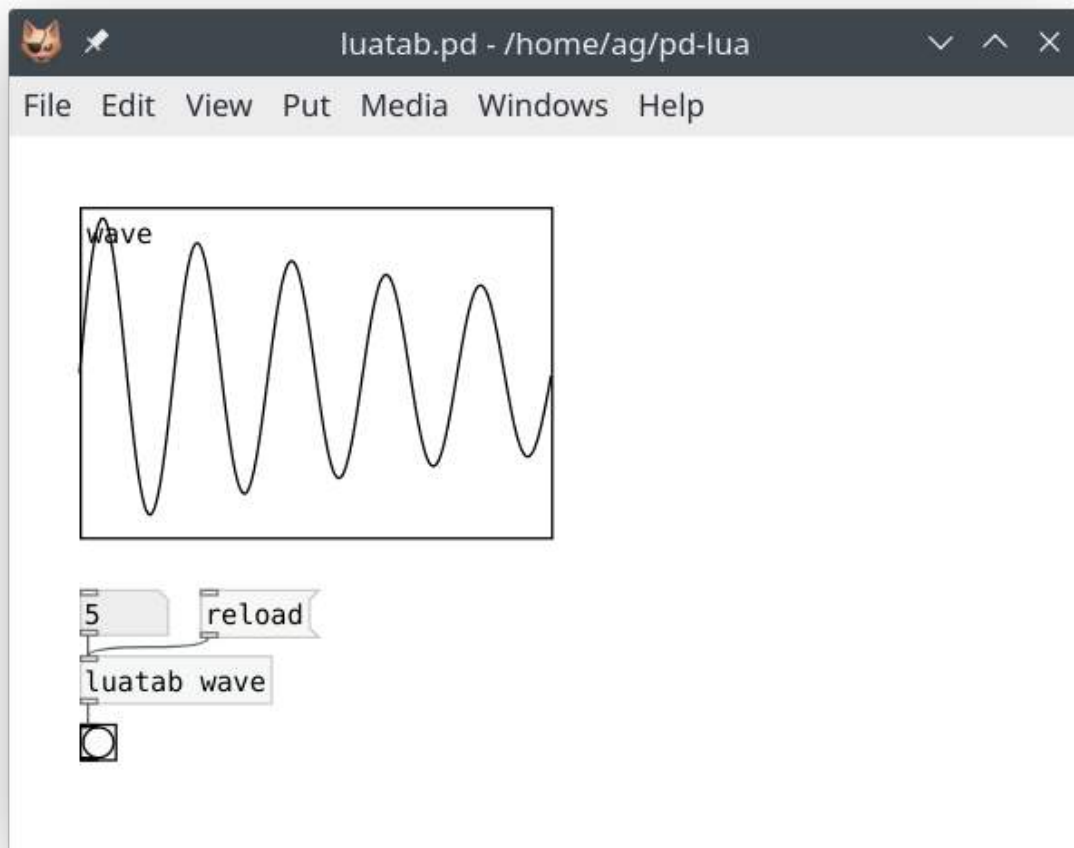 luatab.pd - /home/ag/pd-lua
File Edit View Put Media Windows Help
wave
5 reload
luatab wave